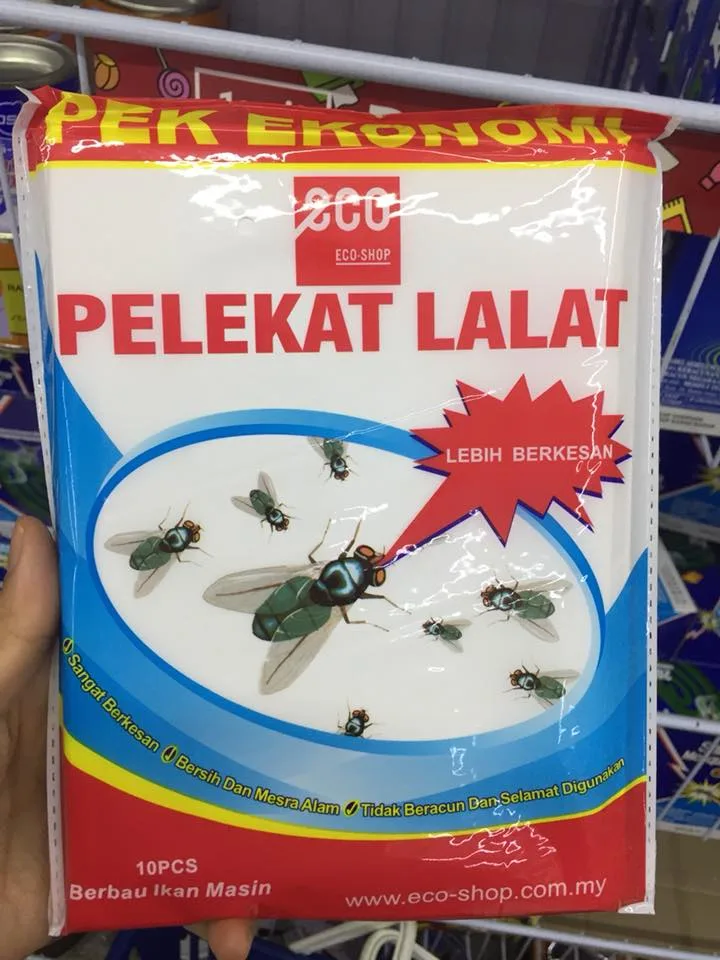 PEK EKONOMI
eco
ECO-SHOP
PELEKAT LALAT
LEBIH BERKESAN
Sangat Berkesan Bersih Dan Mesra Alam Tidak Beracun Dan Selamat Digunakan
10PCS
Berbau Ikan Masin
www.eco-shop.com.my